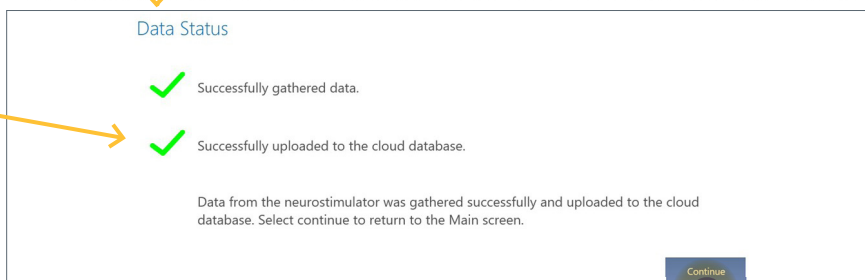 Data Status
Successfully gathered data.
Successfully uploaded to the cloud database.
Data from the neurostimulator was gathered successfully and uploaded to the cloud
database. Select continue to return to the Main screen.
Continue